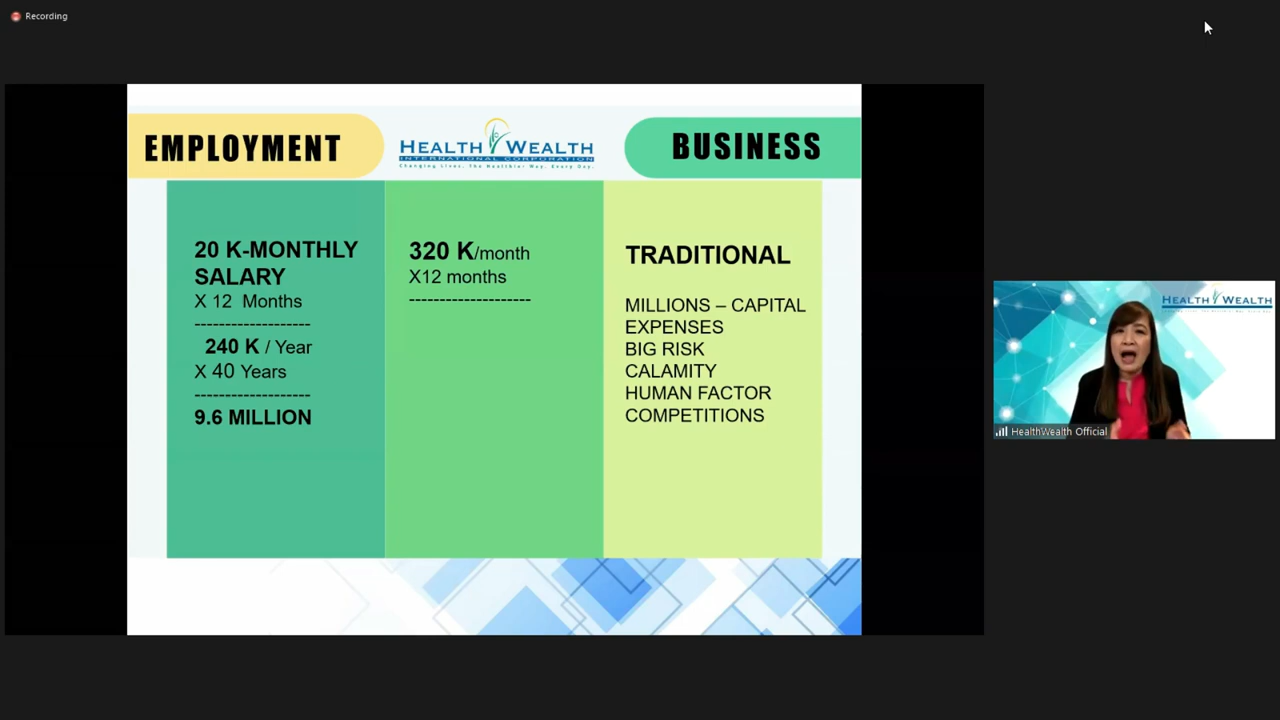 Recording
EMPLOYMENT
HEALTH WEALTH
INTERNATIONAL CORPORATION
Changing Lives. The Healthier Way. Every Day.
BUSINESS
20 K-MONTHLY
SALARY
X 12 Months
-------------------
240 K / Year
X 40 Years
-------------------
9.6 MILLION
320 K/month
X12 months
--------------------
TRADITIONAL
MILLIONS – CAPITAL
EXPENSES
BIG RISK
CALAMITY
HUMAN FACTOR
COMPETITIONS
HEALTH WEALTH
HealthWealth Official